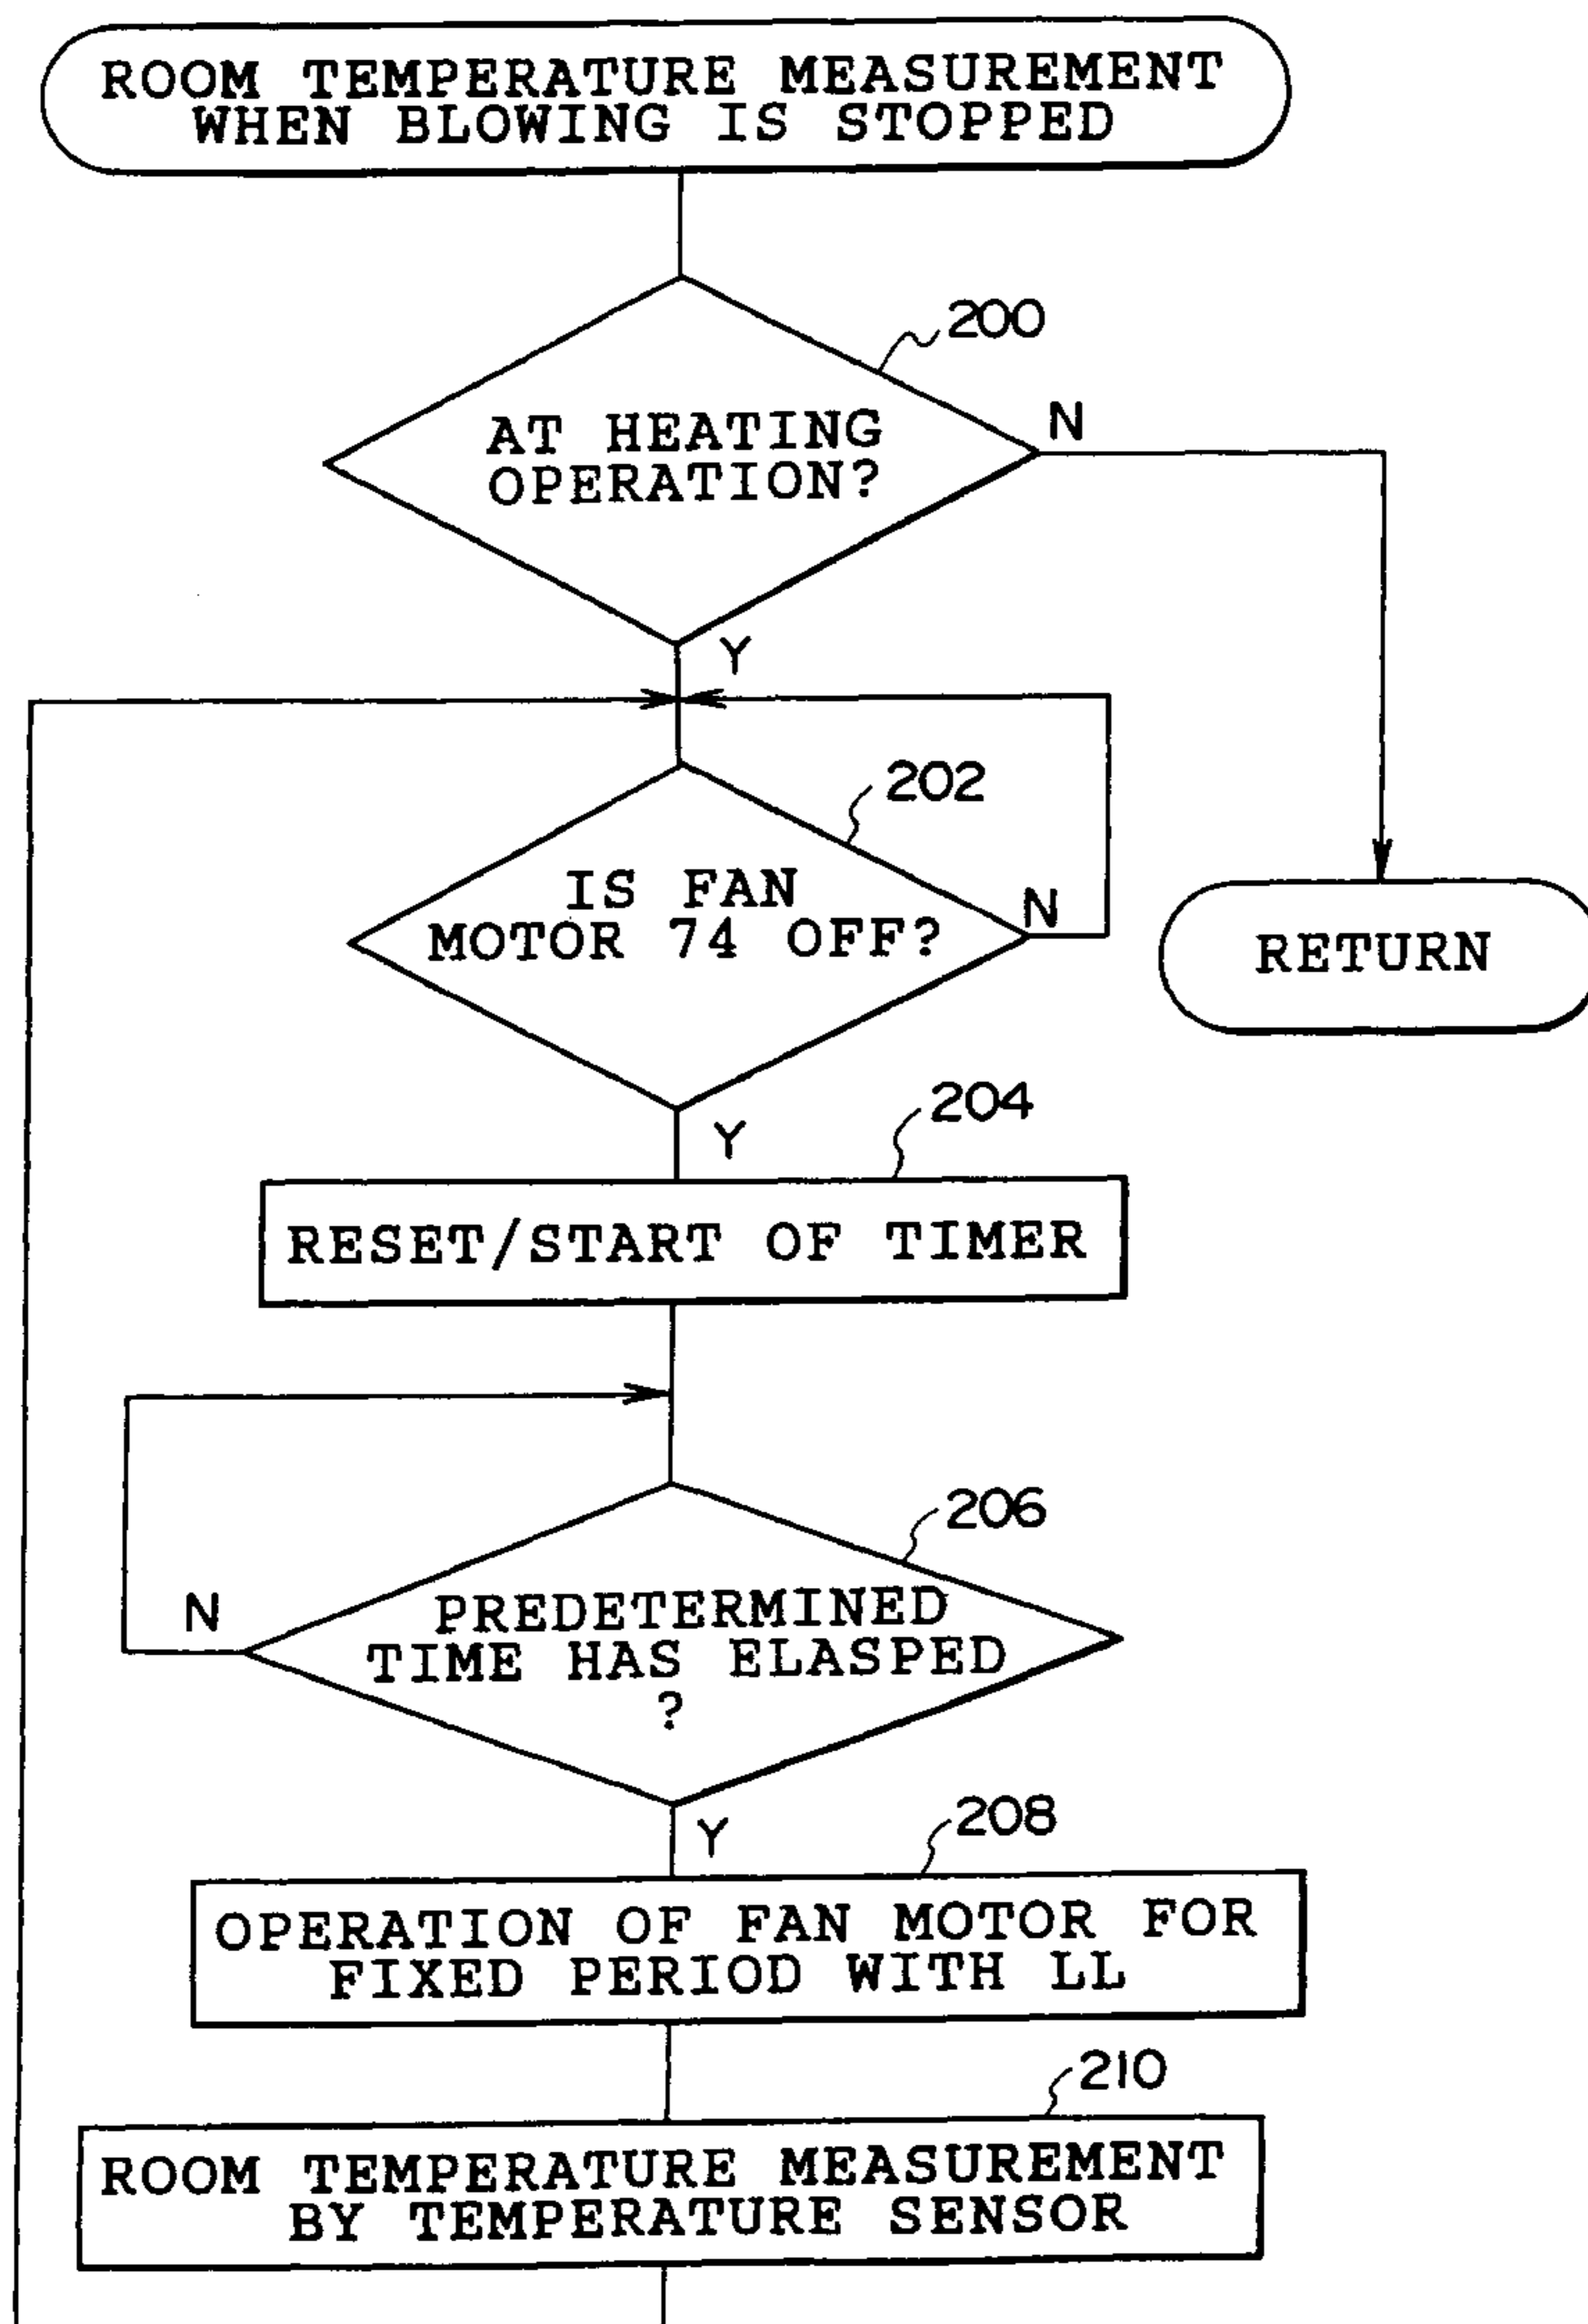 ROOM TEMPERATURE MEASUREMENT
WHEN BLOWING IS STOPPED
200
AT HEATING
OPERATION?
N
Y
202
IS FAN
MOTOR 74 OFF?
N
RETURN
Y
204
RESET/START OF TIMER
206
PREDETERMINED
TIME HAS ELASPED
?
N
Y
208
OPERATION OF FAN MOTOR FOR
FIXED PERIOD WITH LL
210
ROOM TEMPERATURE MEASUREMENT
BY TEMPERATURE SENSOR